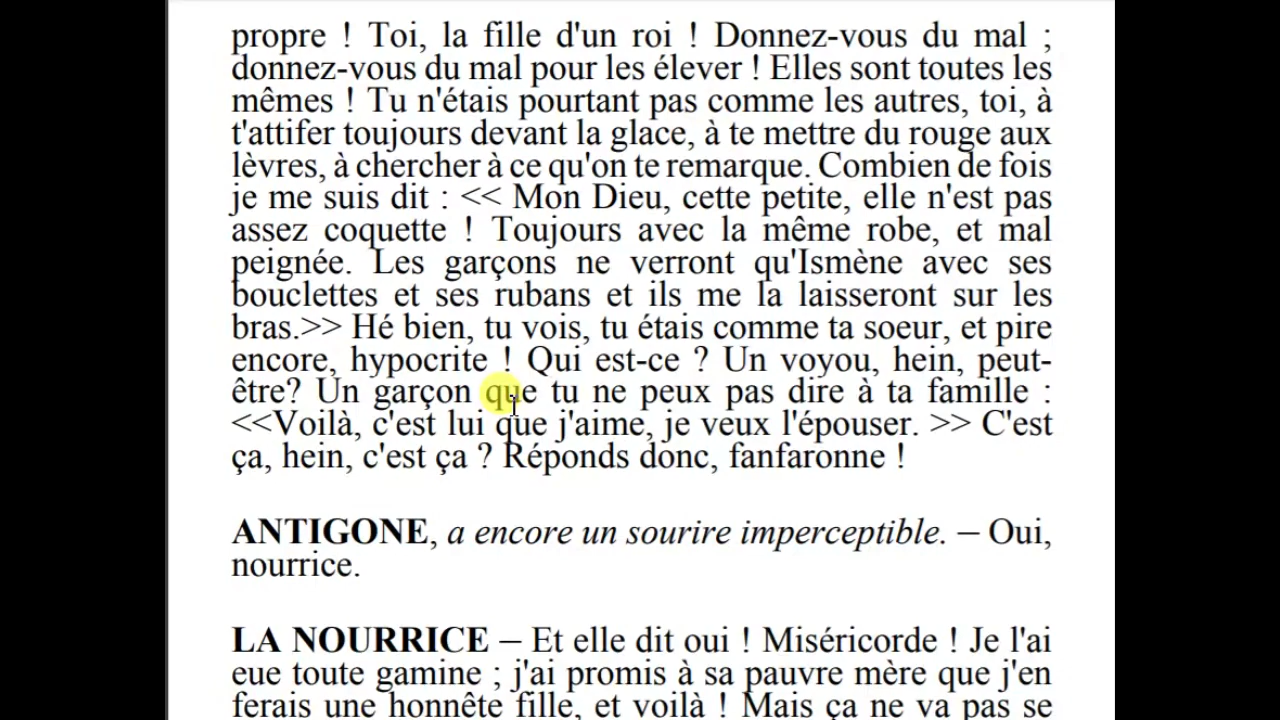 propre ! Toi, la fille d'un roi ! Donnez-vous du mal ;
donnez-vous du mal pour les élever ! Elles sont toutes les
mêmes ! Tu n'étais pourtant pas comme les autres, toi, à
t'attifer toujours devant la glace, à te mettre du rouge aux
lèvres, à chercher à ce qu'on te remarque. Combien de fois
je me suis dit : << Mon Dieu, cette petite, elle n'est pas
assez coquette ! Toujours avec la même robe, et mal
peignée. Les garçons ne verront qu'Ismène avec ses
bouclettes et ses rubans et ils me la laisseront sur les
bras.>> Hé bien, tu vois, tu étais comme ta soeur, et pire
encore, hypocrite ! Qui est-ce ? Un voyou, hein, peut-
être? Un garçon que tu ne peux pas dire à ta famille :
<<Voilà, c'est lui que j'aime, je veux l'épouser. >> C'est
ça, hein, c'est ça ? Réponds donc, fanfaronne !
ANTIGONE, a encore un sourire imperceptible. – Oui,
nourrice.
LA NOURRICE – Et elle dit oui ! Miséricorde ! Je l'ai
eue toute gamine ; j'ai promis à sa pauvre mère que j'en
ferais une honnête fille, et voilà ! Mais ça ne va pas se